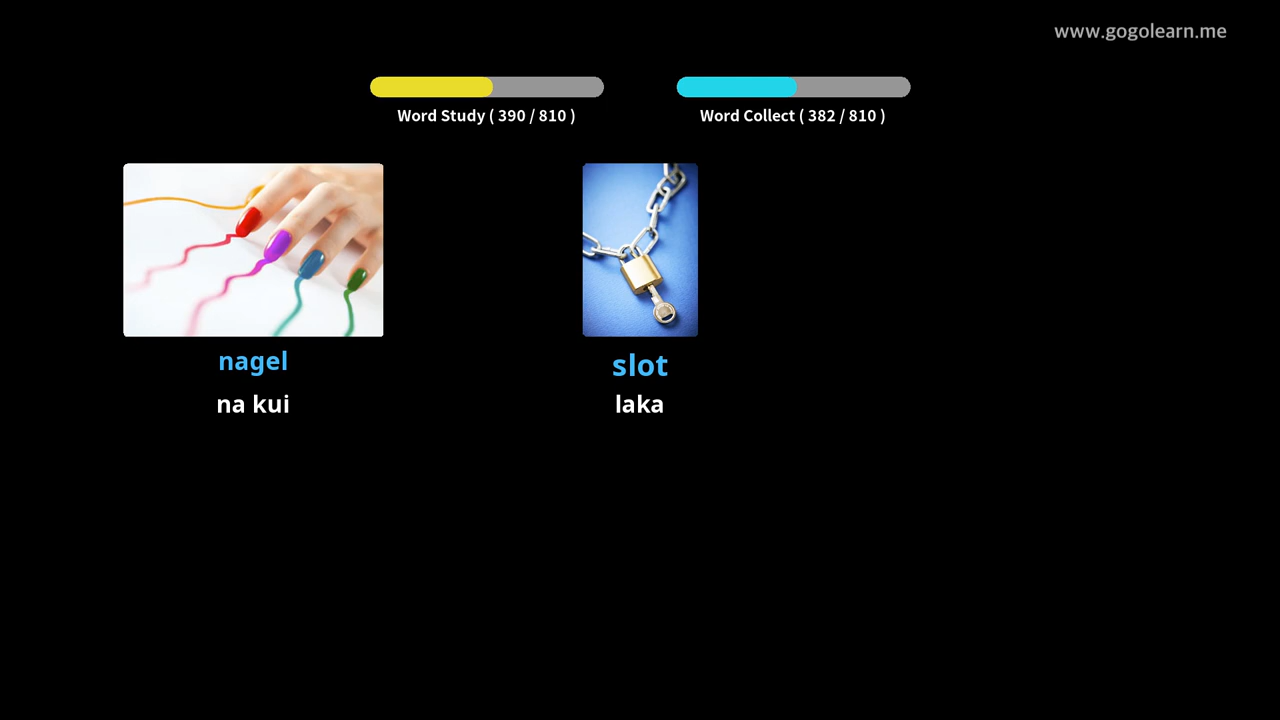 www.gogolearn.me
Word Study ( 390 / 810 )
Word Collect ( 382 / 810 )
nagel
na kui
slot
laka